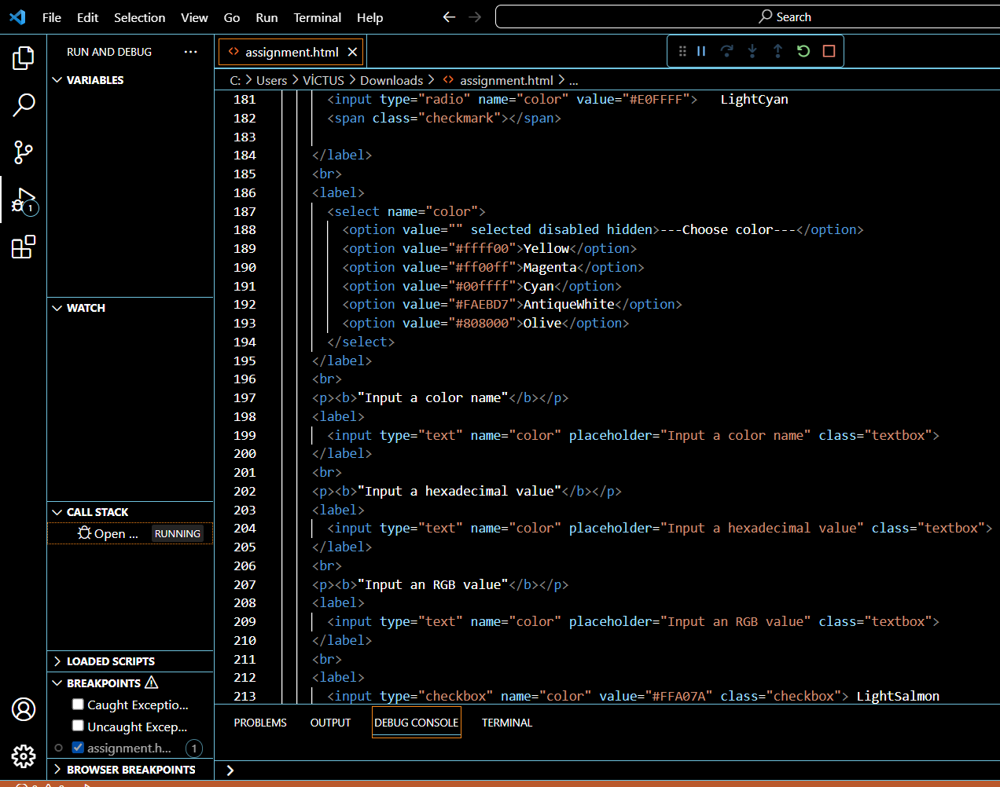 File Edit Selection View Go Run Terminal Help Search
RUN AND DEBUG ...
VARIABLES
WATCH
CALL STACK
Open ... RUNNING
LOADED SCRIPTS
BREAKPOINTS
Caught Exceptio...
Uncaught Excep...
assignment.h... 1
BROWSER BREAKPOINTS
1
assignment.html
C: > Users > VİCTUS > Downloads > assignment.html > ...
181 <input type="radio" name="color" value="#E0FFFF"> LightCyan
182 <span class="checkmark"></span>
183
184 </label>
185 <br>
186 <label>
187 <select name="color">
188 <option value="" selected disabled hidden>---Choose color---</option>
189 <option value="#ffff00">Yellow</option>
190 <option value="#ff00ff">Magenta</option>
191 <option value="#00ffff">Cyan</option>
192 <option value="#FAEBD7">AntiqueWhite</option>
193 <option value="#808000">Olive</option>
194 </select>
195 </label>
196 <br>
197 <p><b>"Input a color name"</b></p>
198 <label>
199 <input type="text" name="color" placeholder="Input a color name" class="textbox">
200 </label>
201 <br>
202 <p><b>"Input a hexadecimal value"</b></p>
203 <label>
204 <input type="text" name="color" placeholder="Input a hexadecimal value" class="textbox">
205 </label>
206 <br>
207 <p><b>"Input an RGB value"</b></p>
208 <label>
209 <input type="text" name="color" placeholder="Input an RGB value" class="textbox">
210 </label>
211 <br>
212 <label>
213 <input type="checkbox" name="color" value="#FFA07A" class="checkbox"> LightSalmon
PROBLEMS OUTPUT DEBUG CONSOLE TERMINAL